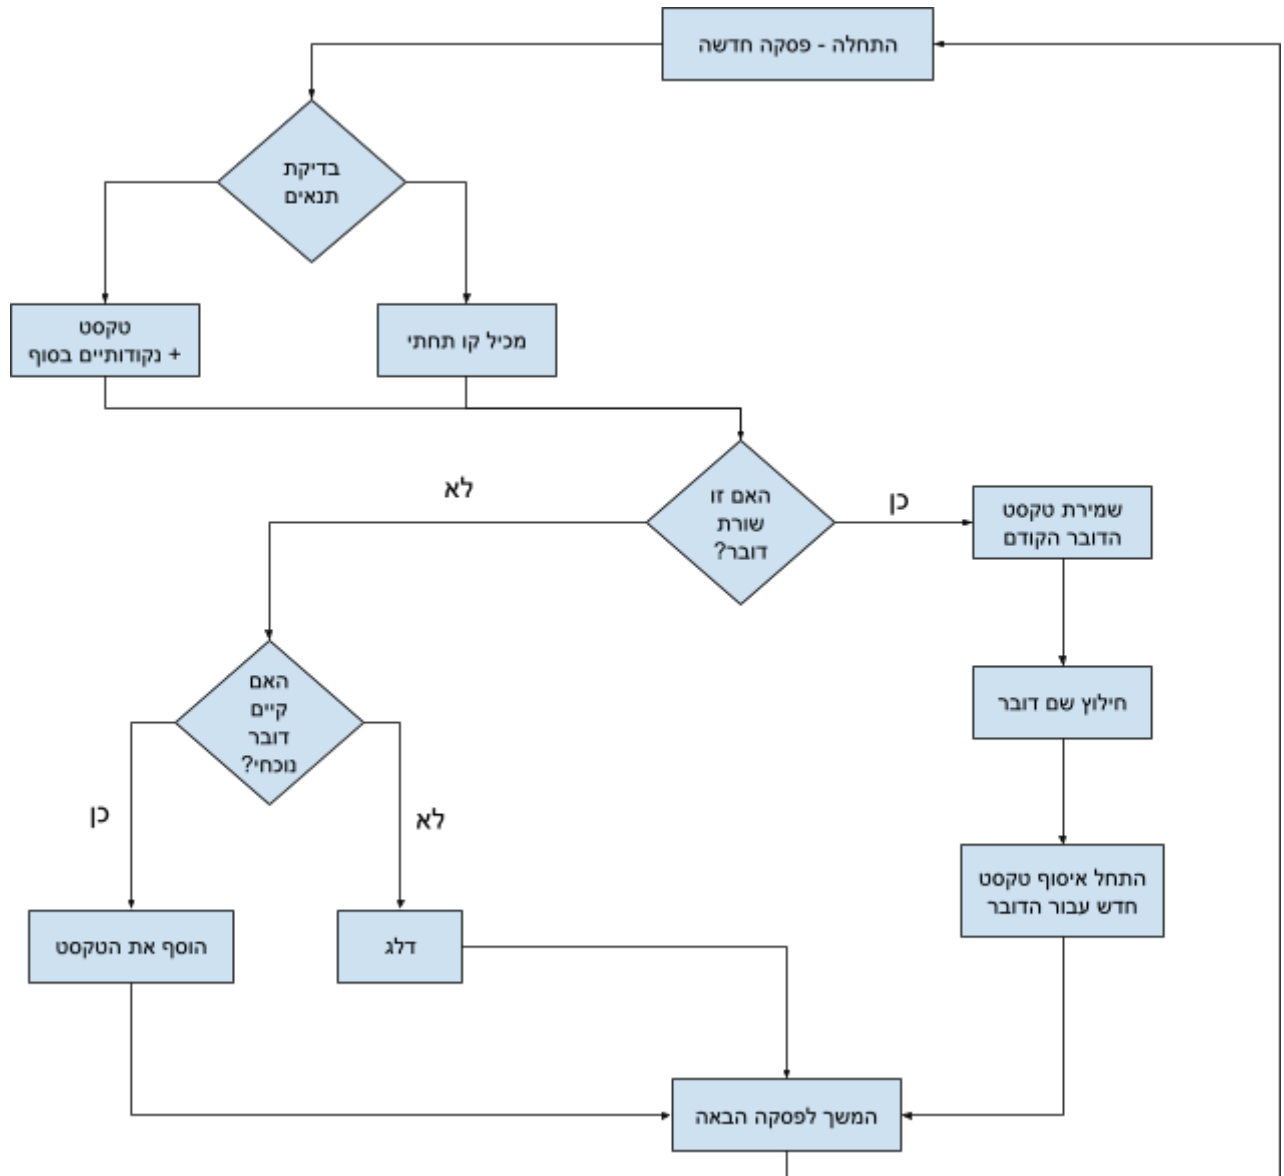 התחלה - פסקה חדשה
בדיקת
תנאים
טקסט
+ נקודותיים בסוף
מכיל קו תחתי
האם זו
שורת
דובר?
כן
לא
שמירת טקסט
הדובר הקודם
חילוץ שם דובר
התחל איסוף טקסט
חדש עבור הדובר
האם
קיים
דובר
נוכחי?
כן
לא
הוסף את הטקסט
דלג
המשך לפסקה הבאה